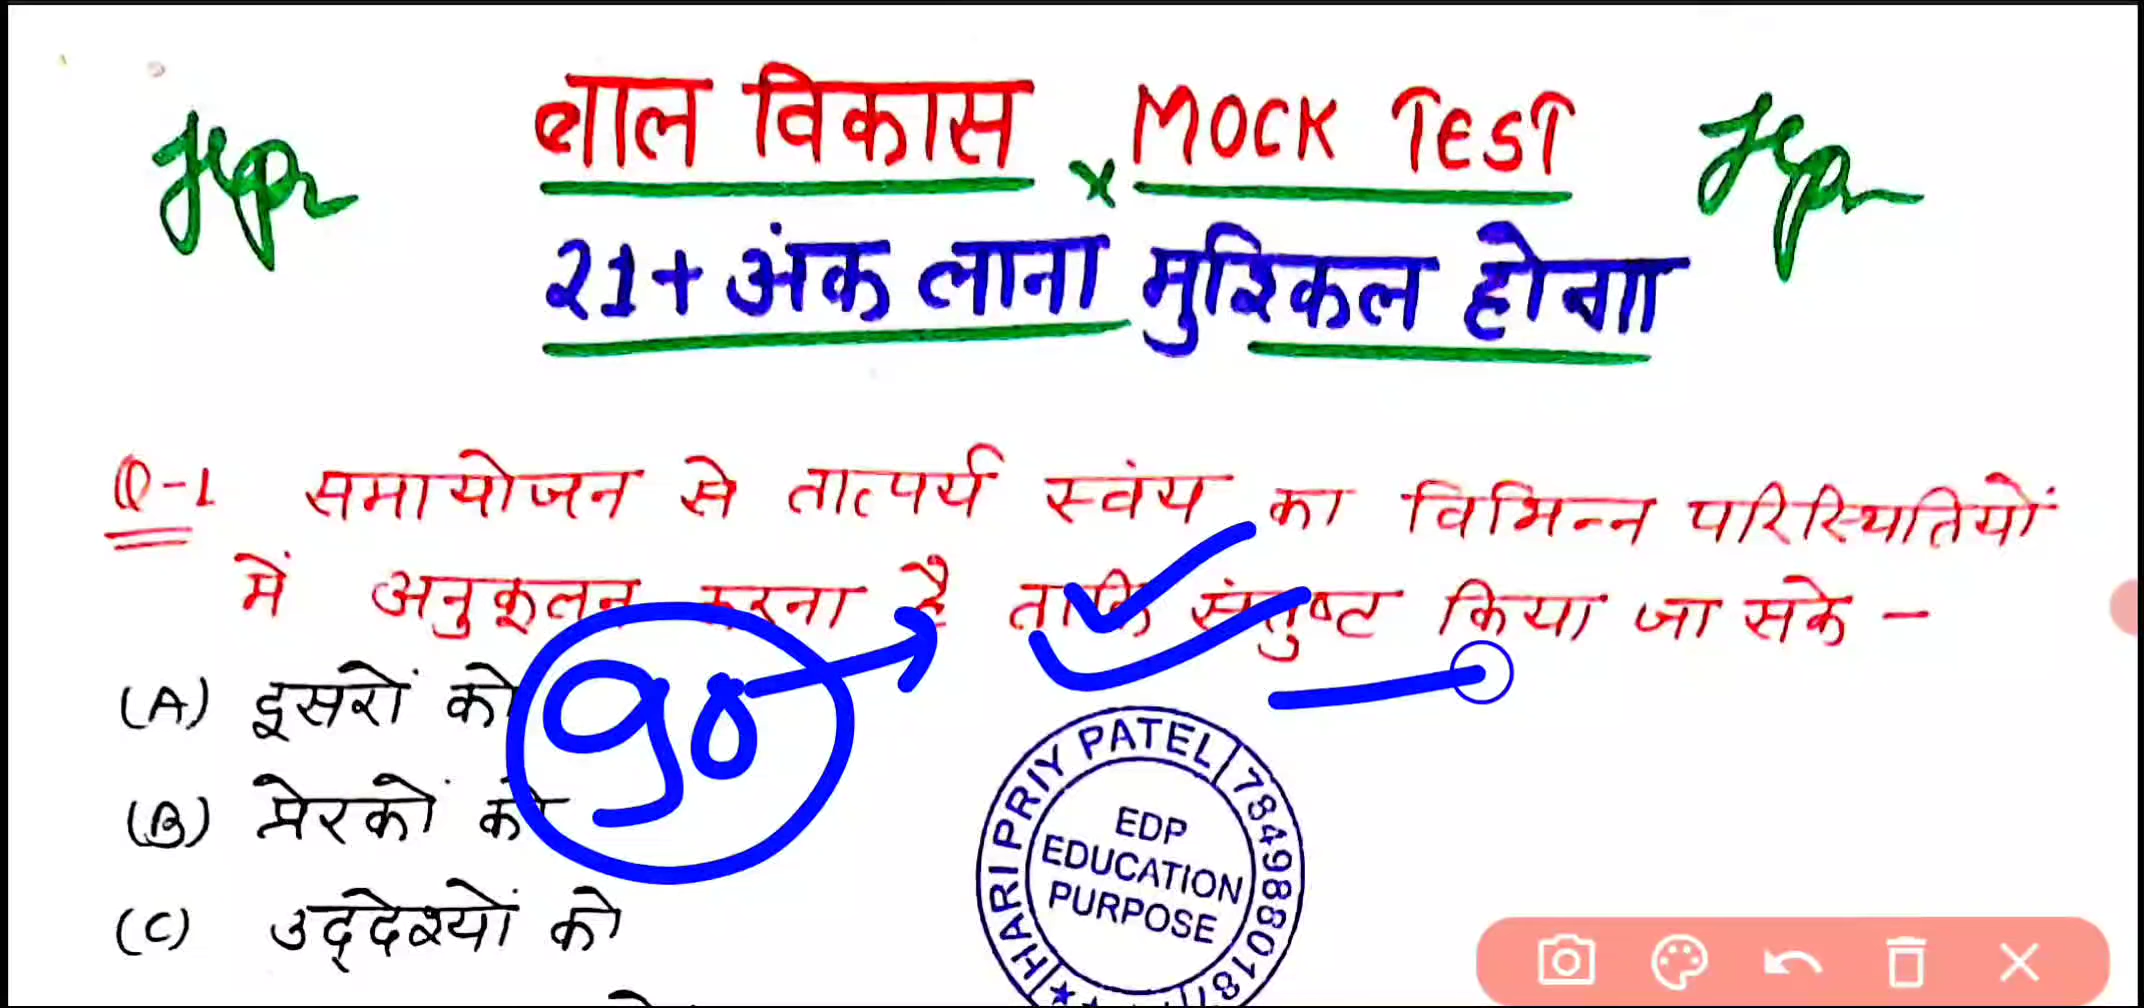 बाल विकास x MOCK TEST
21+ अंक लाना मुश्किल होगा
Q-1 समायोजन से तात्पर्य स्वंय का विभिन्न परिस्थितियों
में अनुकूलन करना है ताकि संतुष्ट किया जा सके -
(A) दूसरों को
(B) प्रेरकों को
(C) उद्देश्यों को
90
HARI PRIY PATEL 7849888018
EDP
EDUCATION
PURPOSE